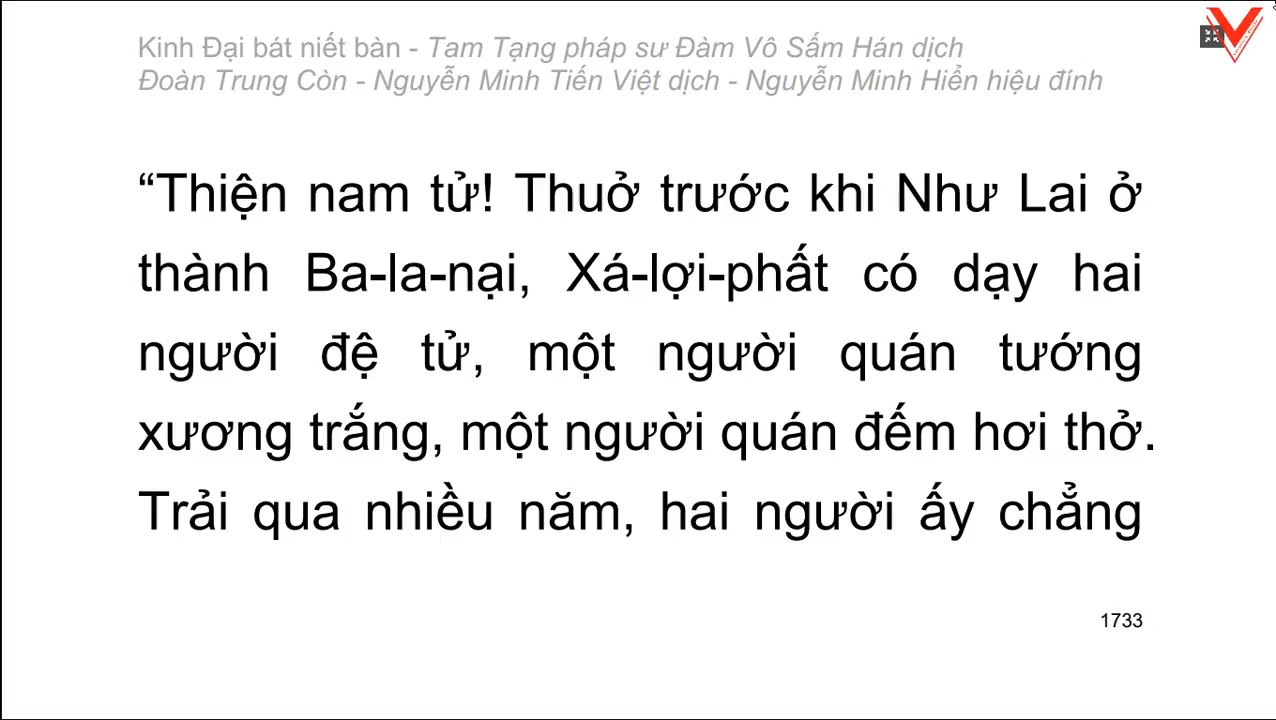 Kinh Đại bát niết bàn - Tam Tạng pháp sư Đàm Vô Sấm Hán dịch
Đoàn Trung Còn - Nguyễn Minh Tiến Việt dịch - Nguyễn Minh Hiển hiệu đính
“Thiện nam tử! Thuở trước khi Như Lai ở
thành Ba-la-nại, Xá-lợi-phất có dạy hai
người đệ tử, một người quán tướng
xương trắng, một người quán đếm hơi thở.
Trải qua nhiều năm, hai người ấy chẳng
1733